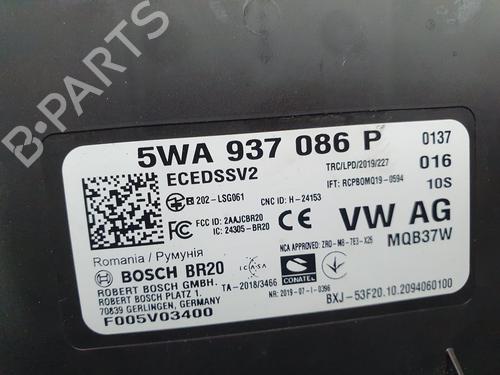 B-PARTS
5WA 937 086 P 0137
ECEDSSV2 TRC/LPD/2019/227 016
202-LSG061 CNC ID: H-24153 IFT: RCPBOMQ19-0594 10S
FCC ID: 2AAJCBR20
IC: 24305-BR20 CE VW AG
Romania / Румунія NCA APPROVED: ZRO-M8-7E3-X25 MQB37W
BOSCH BR20 ICASA CONATEL
ROBERT BOSCH GMBH. TA-2018/3466
ROBERT BOSCH PLATZ 1. NR: 2019-07-I-0396
70839 GERLINGEN, GERMANY BXJ-53F20.10.2094060100
F005V03400